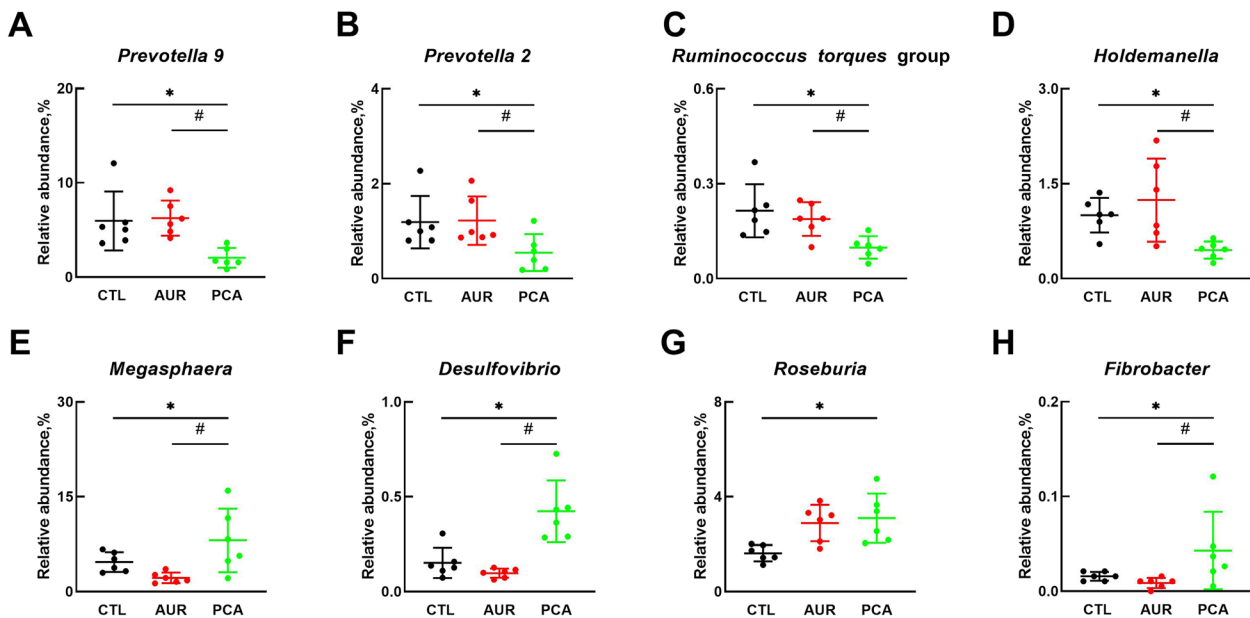 A
Prevotella 9
Relative abundance,%
20
10
0
*
#
CTL AUR PCA
B
Prevotella 2
Relative abundance,%
4
2
0
*
#
CTL AUR PCA
C
Ruminococcus torques group
Relative abundance,%
0.6
0.3
0.0
*
#
CTL AUR PCA
D
Holdemanella
Relative abundance,%
3.0
1.5
0.0
*
#
CTL AUR PCA
E
Megasphaera
Relative abundance,%
30
15
0
*
#
CTL AUR PCA
F
Desulfovibrio
Relative abundance,%
1.0
0.5
0.0
*
#
CTL AUR PCA
G
Roseburia
Relative abundance,%
8
4
0
*
CTL AUR PCA
H
Fibrobacter
Relative abundance,%
0.2
0.1
0.0
*
#
CTL AUR PCA